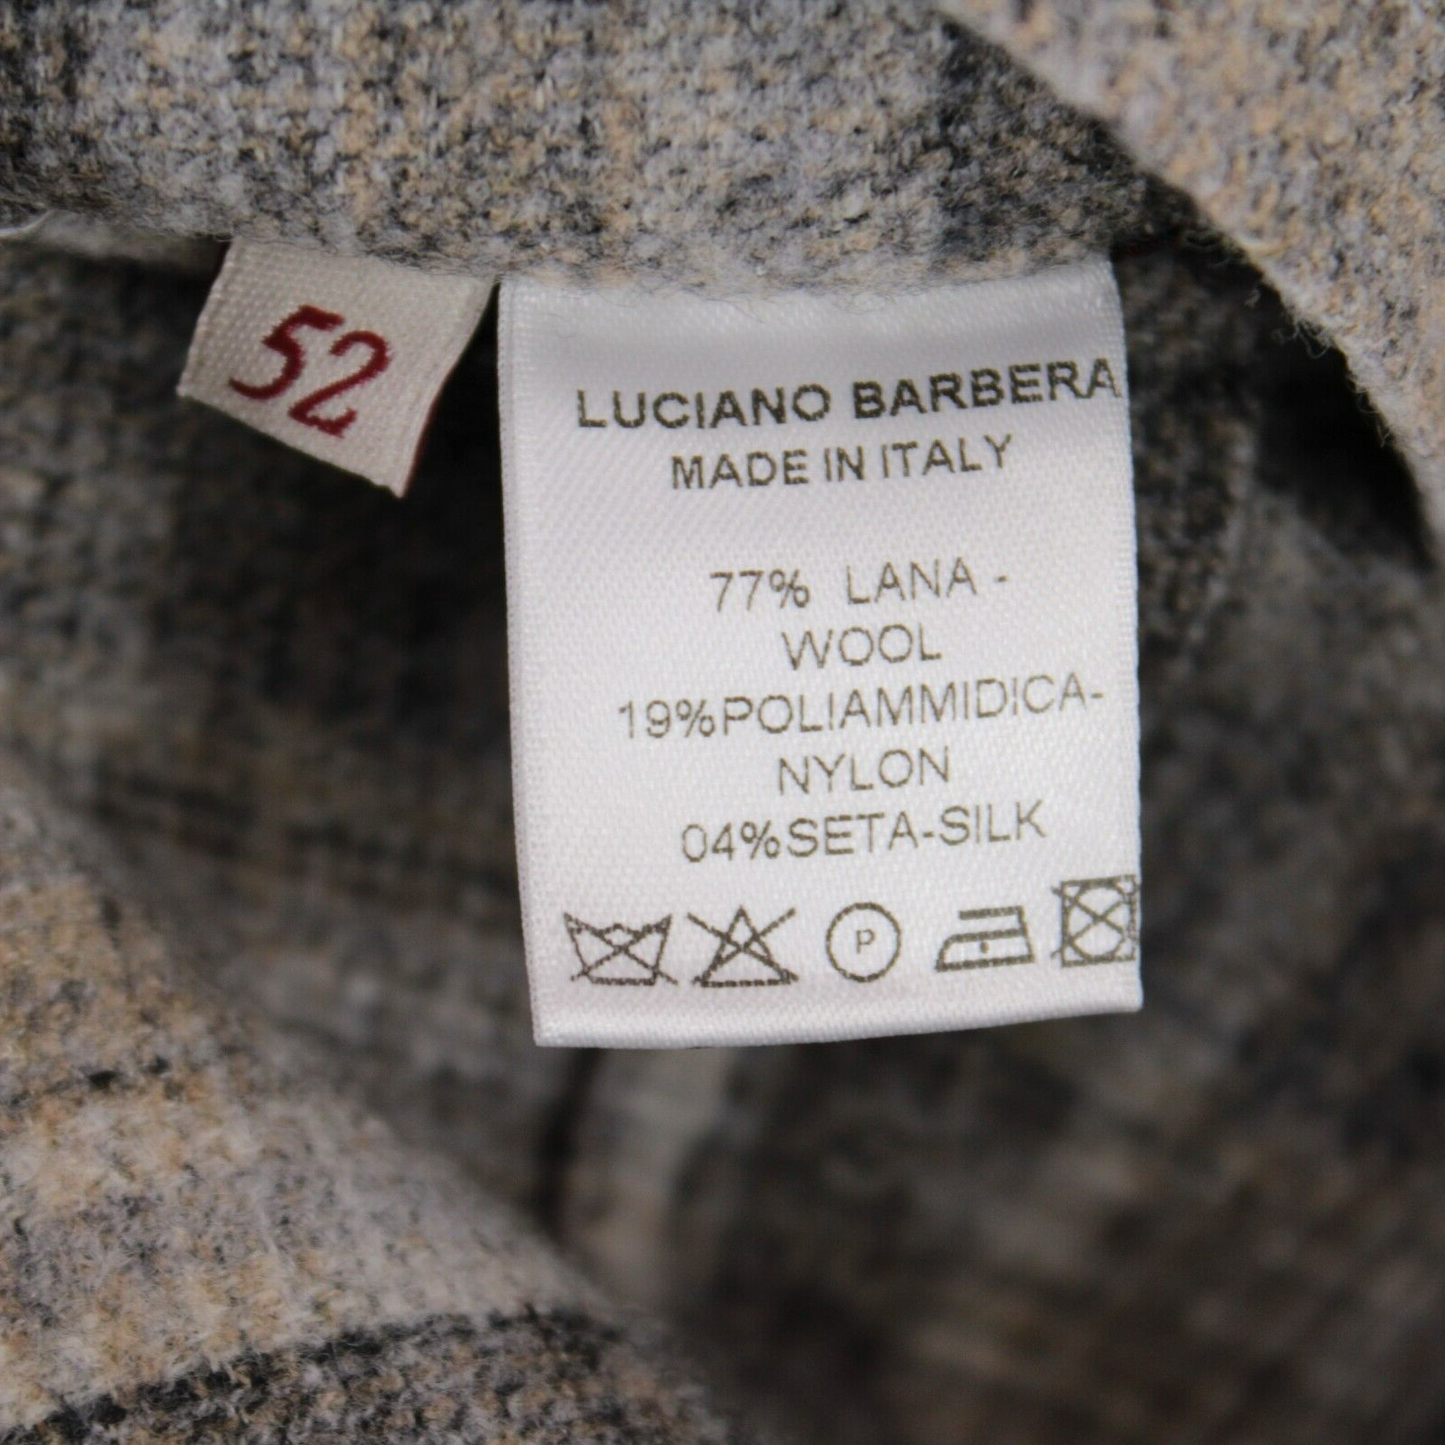 52
LUCIANO BARBERA
MADE IN ITALY
77% LANA -
WOOL
19%POLIAMMIDICA-
NYLON
04%SETA-SILK
P